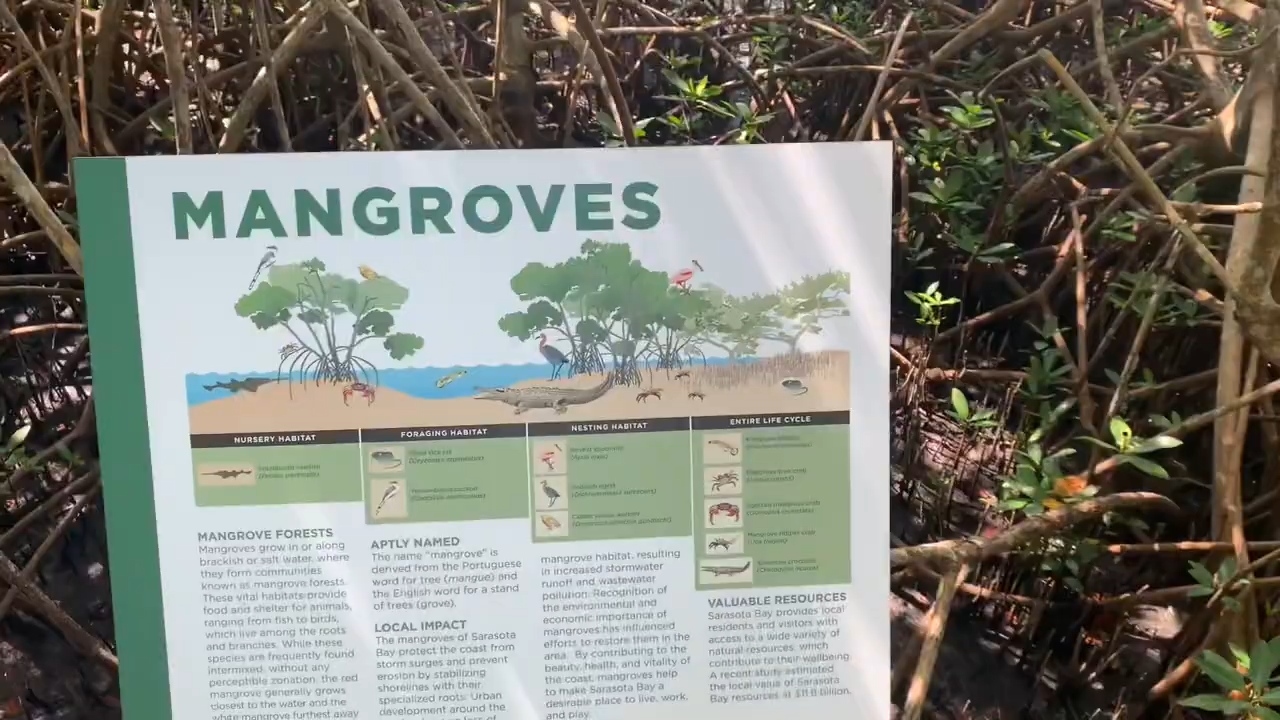 MANGROVES
NURSERY HABITAT
FORAGING HABITAT
NESTING HABITAT
ENTIRE LIFE CYCLE
MANGROVE FORESTS
Mangroves grow in or along
brackish or salt water, where
they form communities
known as mangrove forests.
These vital habitats provide
food and shelter for animals,
ranging from fish to birds,
which live among the roots
and branches. While these
species are frequently found
intermixed, without any
perceptible zonation, the red
mangrove generally grows
closest to the water and the
white mangrove furthest away
APTLY NAMED
The name "mangrove" is
derived from the Portuguese
word for tree (mangue) and
the English word for a stand
of trees (grove).
LOCAL IMPACT
The mangroves of Sarasota
Bay protect the coast from
storm surges and prevent
erosion by stabilizing
shorelines with their
specialized roots. Urban
development around the
loss of
mangrove habitat, resulting
in increased stormwater
runoff and wastewater
pollution. Recognition of
the environmental and
economic importance of
mangroves has influenced
efforts to restore them in the
area. By contributing to the
beauty, health, and vitality of
the coast, mangroves help
to make Sarasota Bay a
desirable place to live, work,
and play.
VALUABLE RESOURCES
Sarasota Bay provides local
residents and visitors with
access to a wide variety of
natural resources, which
contribute to their wellbeing.
A recent study estimated
the local value of Sarasota
Bay resources at $11.8 billion.